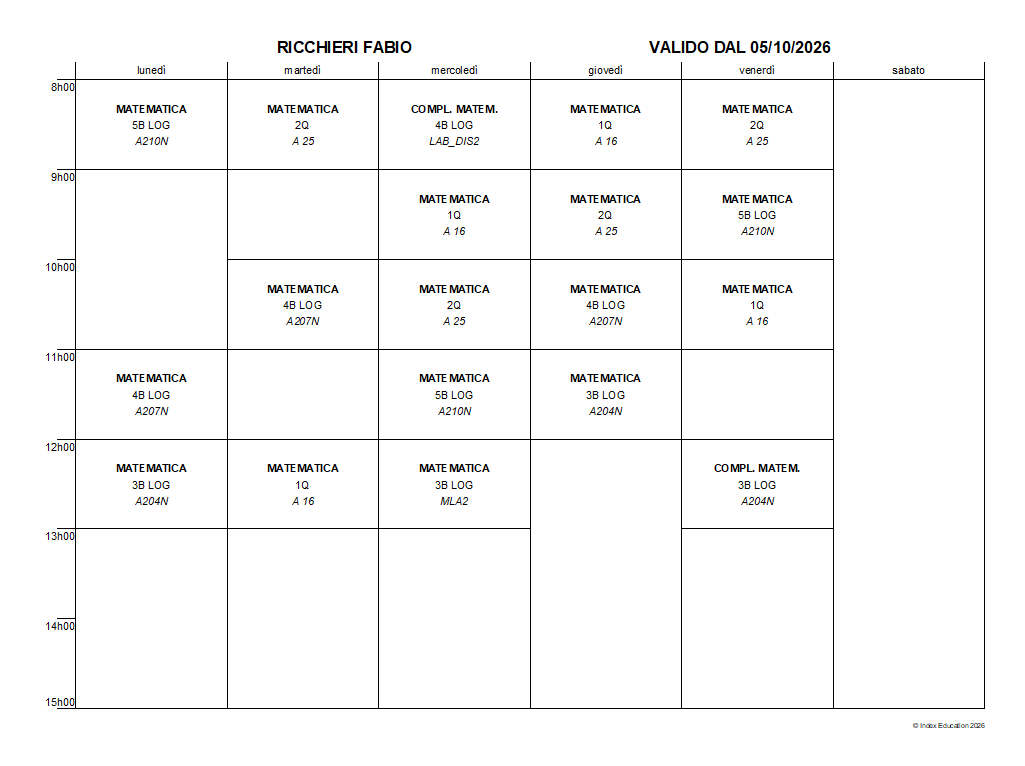 RICCHIERI FABIO VALIDO DAL 05/10/2026
lunedì martedì mercoledì giovedì venerdì sabato
8h00
MATEMATICA MATEMATICA COMPL. MATEM. MATEMATICA MATEMATICA
5B LOG 2Q 4B LOG 1Q 2Q
A210N A 25 LAB_DIS2 A 16 A 25
9h00
MATEMATICA MATEMATICA MATEMATICA
1Q 2Q 5B LOG
A 16 A 25 A210N
10h00
MATEMATICA MATEMATICA MATEMATICA MATEMATICA
4B LOG 2Q 4B LOG 1Q
A207N A 25 A207N A 16
11h00
MATEMATICA MATEMATICA MATEMATICA
4B LOG 5B LOG 3B LOG
A207N A210N A204N
12h00
MATEMATICA MATEMATICA MATEMATICA COMPL. MATEM.
3B LOG 1Q 3B LOG 3B LOG
A204N A 16 MLA2 A204N
13h00
14h00
15h00
© Index Education 2026